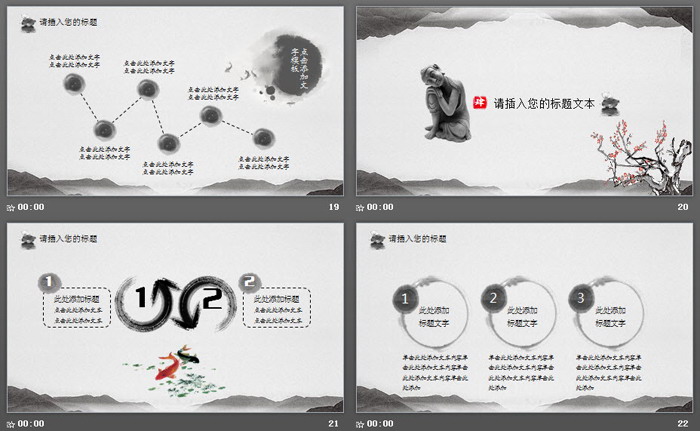 请插入您的标题
点击此处添加文字
点击此处添加文字
点击此处添加文字
点击此处添加文字
点击此处添加文字
点击此处添加文字
点击此处添加文字
点击此处添加文字
点击此处添加文字
点击此处添加文字
点击此处添加文字
点击此处添加文字
点击添加文
字模板
00:00
19
肆
请插入您的标题文本
00:00
20
请插入您的标题
1
此处添加标题
点击此处添加文本
点击此处添加文本
1
2
2
此处添加标题
点击此处添加文本
点击此处添加文本
00:00
21
请插入您的标题
1
此处添加
标题文字
2
此处添加
标题文字
3
此处添加
标题文字
单击此处添加文本内容单
击此处添加文本内容单击
此处添加文本内容单击此
处添加
单击此处添加文本内容单
击此处添加文本内容单击
此处添加文本内容单击此
处添加
单击此处添加文本内容单
击此处添加文本内容单击
此处添加文本内容单击此
处添加
00:00
22